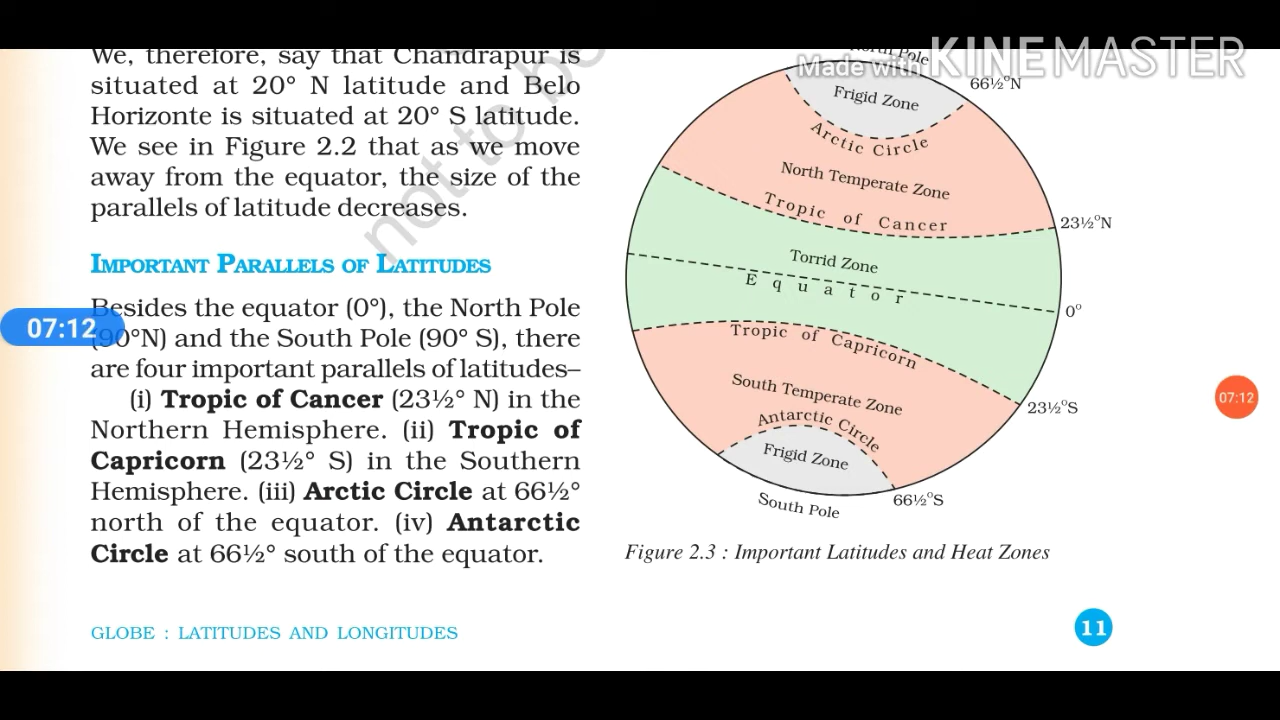 We, therefore, say that Chandrapur is
situated at 20° N latitude and Belo
Horizonte is situated at 20° S latitude.
We see in Figure 2.2 that as we move
away from the equator, the size of the
parallels of latitude decreases.
not to b
IMPORTANT PARALLELS OF LATITUDES
Besides the equator (0°), the North Pole
(90°N) and the South Pole (90° S), there
are four important parallels of latitudes–
(i) Tropic of Cancer (23½° N) in the
Northern Hemisphere. (ii) Tropic of
Capricorn (23½° S) in the Southern
Hemisphere. (iii) Arctic Circle at 66½°
north of the equator. (iv) Antarctic
Circle at 66½° south of the equator.
07:12
GLOBE : LATITUDES AND LONGITUDES
Made with KINEMASTER
North Pole
66½°N
Frigid Zone
Arctic Circle
North Temperate Zone
Tropic of Cancer
23½°N
Torrid Zone
Equator
0°
Tropic of Capricorn
South Temperate Zone
23½°S
Antarctic Circle
Frigid Zone
66½°S
South Pole
07:12
Figure 2.3 : Important Latitudes and Heat Zones
11